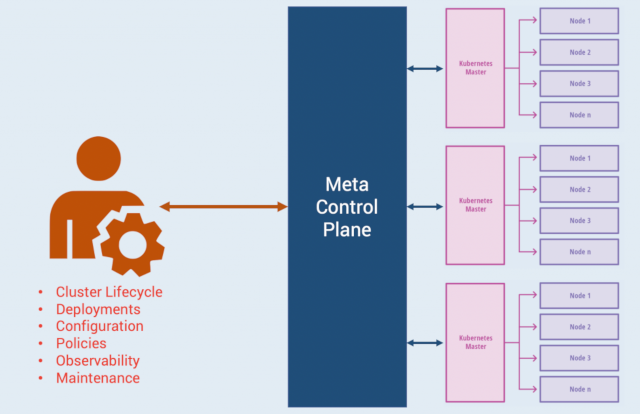 Meta
Control
Plane
• Cluster Lifecycle
• Deployments
• Configuration
• Policies
• Observability
• Maintenance
Kubernetes
Master
Node 1
Node 2
Node 3
Node n
Kubernetes
Master
Node 1
Node 2
Node 3
Node n
Kubernetes
Master
Node 1
Node 2
Node 3
Node n